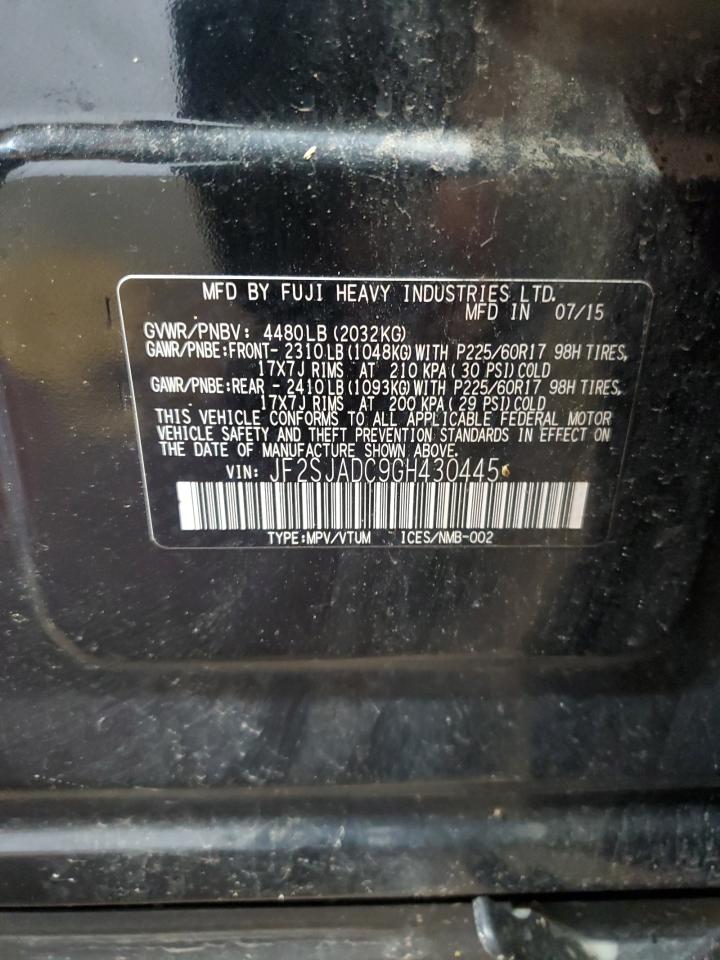 MFD BY FUJI HEAVY INDUSTRIES LTD.
MFD IN 07/15
GVWR/PNBV: 4480LB(2032KG)
GAWR/PNBE:FRONT- 2310LB(1048KG)WITH P225/60R17 98H TIRES,
17X7J RIMS AT 210 KPA( 30 PSI)COLD
GAWR/PNBE:REAR - 2410LB(1093KG)WITH P225/60R17 98H TIRES,
17X7J RIMS AT 200 KPA( 29 PSI)COLD
THIS VEHICLE CONFORMS TO ALL APPLICABLE FEDERAL MOTOR
VEHICLE SAFETY AND THEFT PREVENTION STANDARDS IN EFFECT ON
THE DATE OF MANUFACTURE SHOWN ABOVE.
VIN: JF2SJADC9GH430445
TYPE:MPV/VTUM ICES/NMB-002